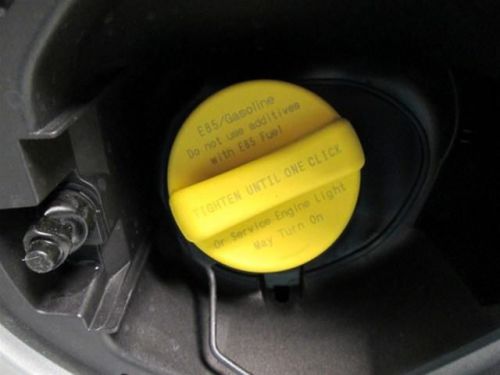 E85/Gasoline
Do not use additives
with E85 Fuel
TIGHTEN UNTIL ONE CLICK
Or Service Engine Light
May Turn On